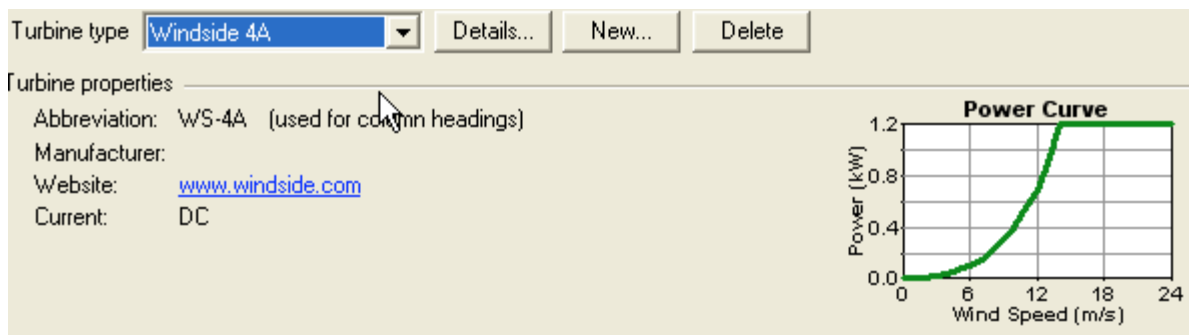 Turbine type Windside 4A Details... New... Delete
Turbine properties
Abbreviation: WS-4A (used for column headings)
Manufacturer:
Website: www.windside.com
Current: DC
Power Curve
1.2
0.8
0.4
0.0
Power (kW)
0 6 12 18 24
Wind Speed (m/s)